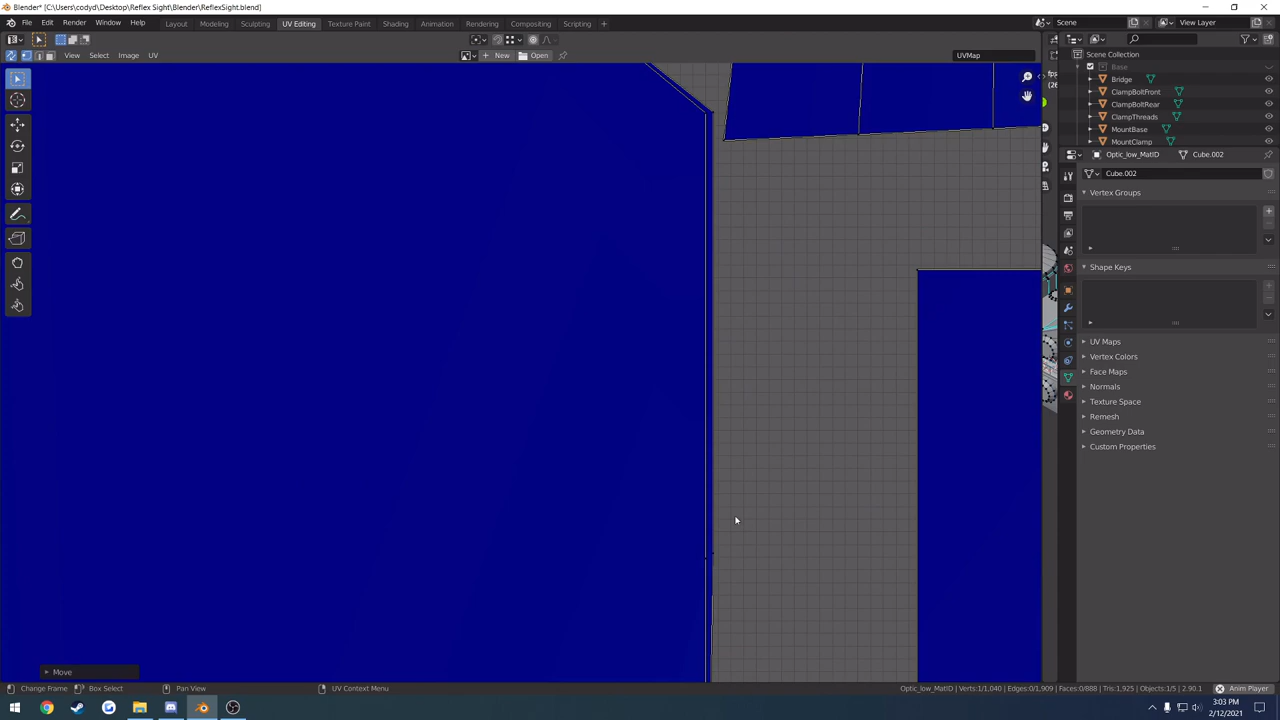 Blender* [C:\Users\codyd\Desktop\Reflex Sight\Blender\ReflexSight.blend]
File Edit Render Window Help Layout Modeling Sculpting UV Editing Texture Paint Shading Animation Rendering Compositing Scripting + Scene View Layer
View Select Image UV New Open UVMap Scene Collection
Base
Bridge
ClampBoltFront
ClampBoltRear
ClampThreads
MountBase
MountClamp
Optic_low_MatID Cube.002
Cube.002
Vertex Groups
Shape Keys
UV Maps
Vertex Colors
Face Maps
Normals
Texture Space
Remesh
Geometry Data
Custom Properties
Move
Change Frame Box Select Pan View UV Context Menu Optic_low_MatID | Verts:1/1,040 | Edges:0/1,909 | Faces:0/888 | Tris:1,925 | Objects:1/5 | 2.90.1 Anim Player
3:03 PM
2/12/2021